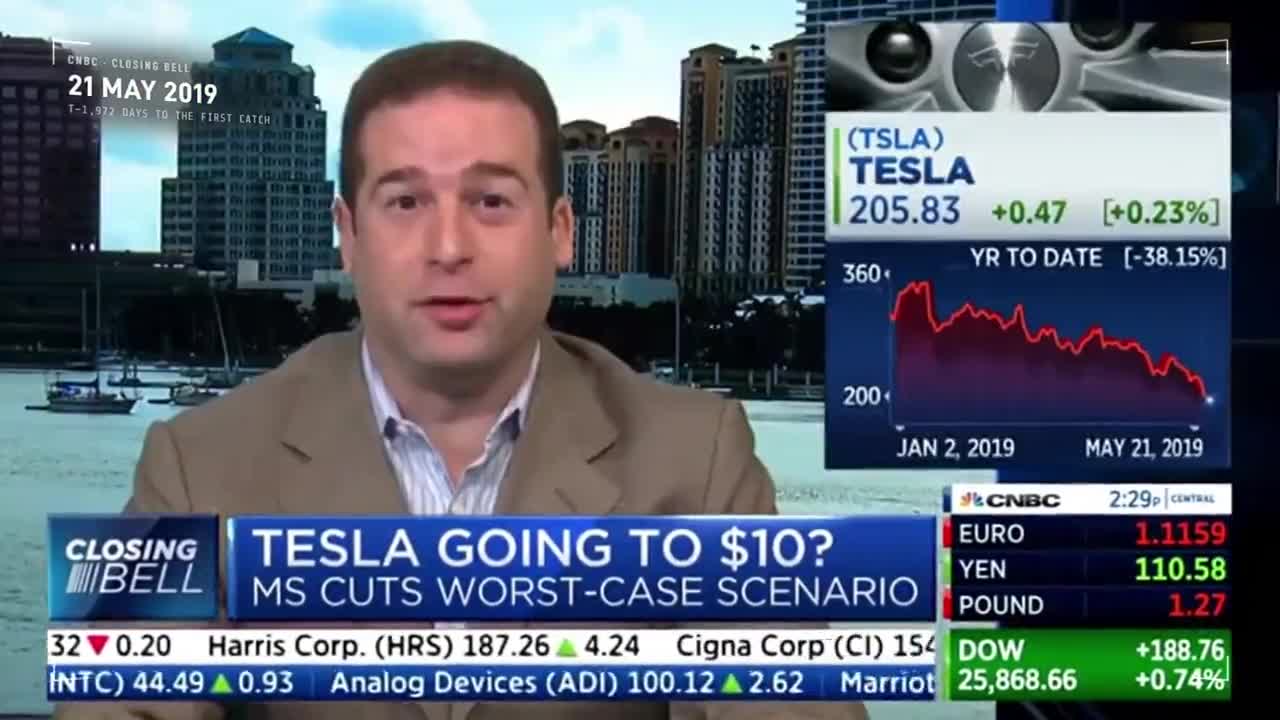 CNBC - CLOSING BELL
21 MAY 2019
T-1,972 DAYS TO THE FIRST CATCH
(TSLA)
TESLA
205.83 +0.47 [+0.23%]
YR TO DATE [-38.15%]
360
200
JAN 2, 2019 MAY 21, 2019
CNBC 2:29P CENTRAL
EURO 1.1159
YEN 110.58
POUND 1.27
DOW +188.76
25,868.66 +0.74%
CLOSING
BELL
TESLA GOING TO $10?
MS CUTS WORST-CASE SCENARIO
32 ▼ 0.20 Harris Corp. (HRS) 187.26 ▲ 4.24 Cigna Corp (CI) 154
INTC) 44.49 ▲ 0.93 Analog Devices (ADI) 100.12 ▲ 2.62 Marriot